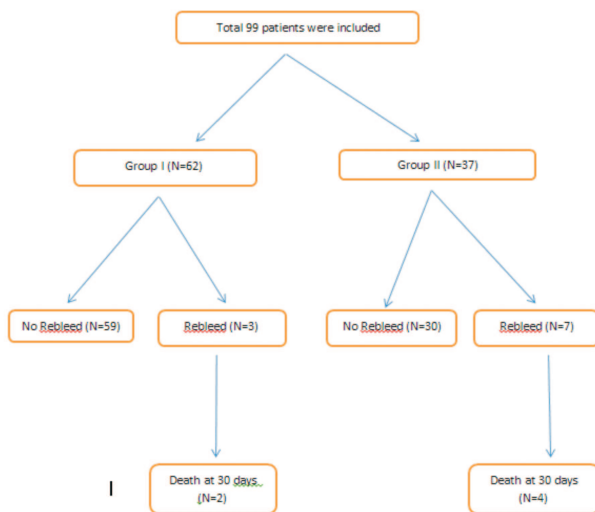 Total 99 patients were included
Group I (N=62)
Group II (N=37)
No Rebleed (N=59)
Rebleed (N=3)
No Rebleed (N=30)
Rebleed (N=7)
Death at 30 days
(N=2)
Death at 30 days
(N=4)